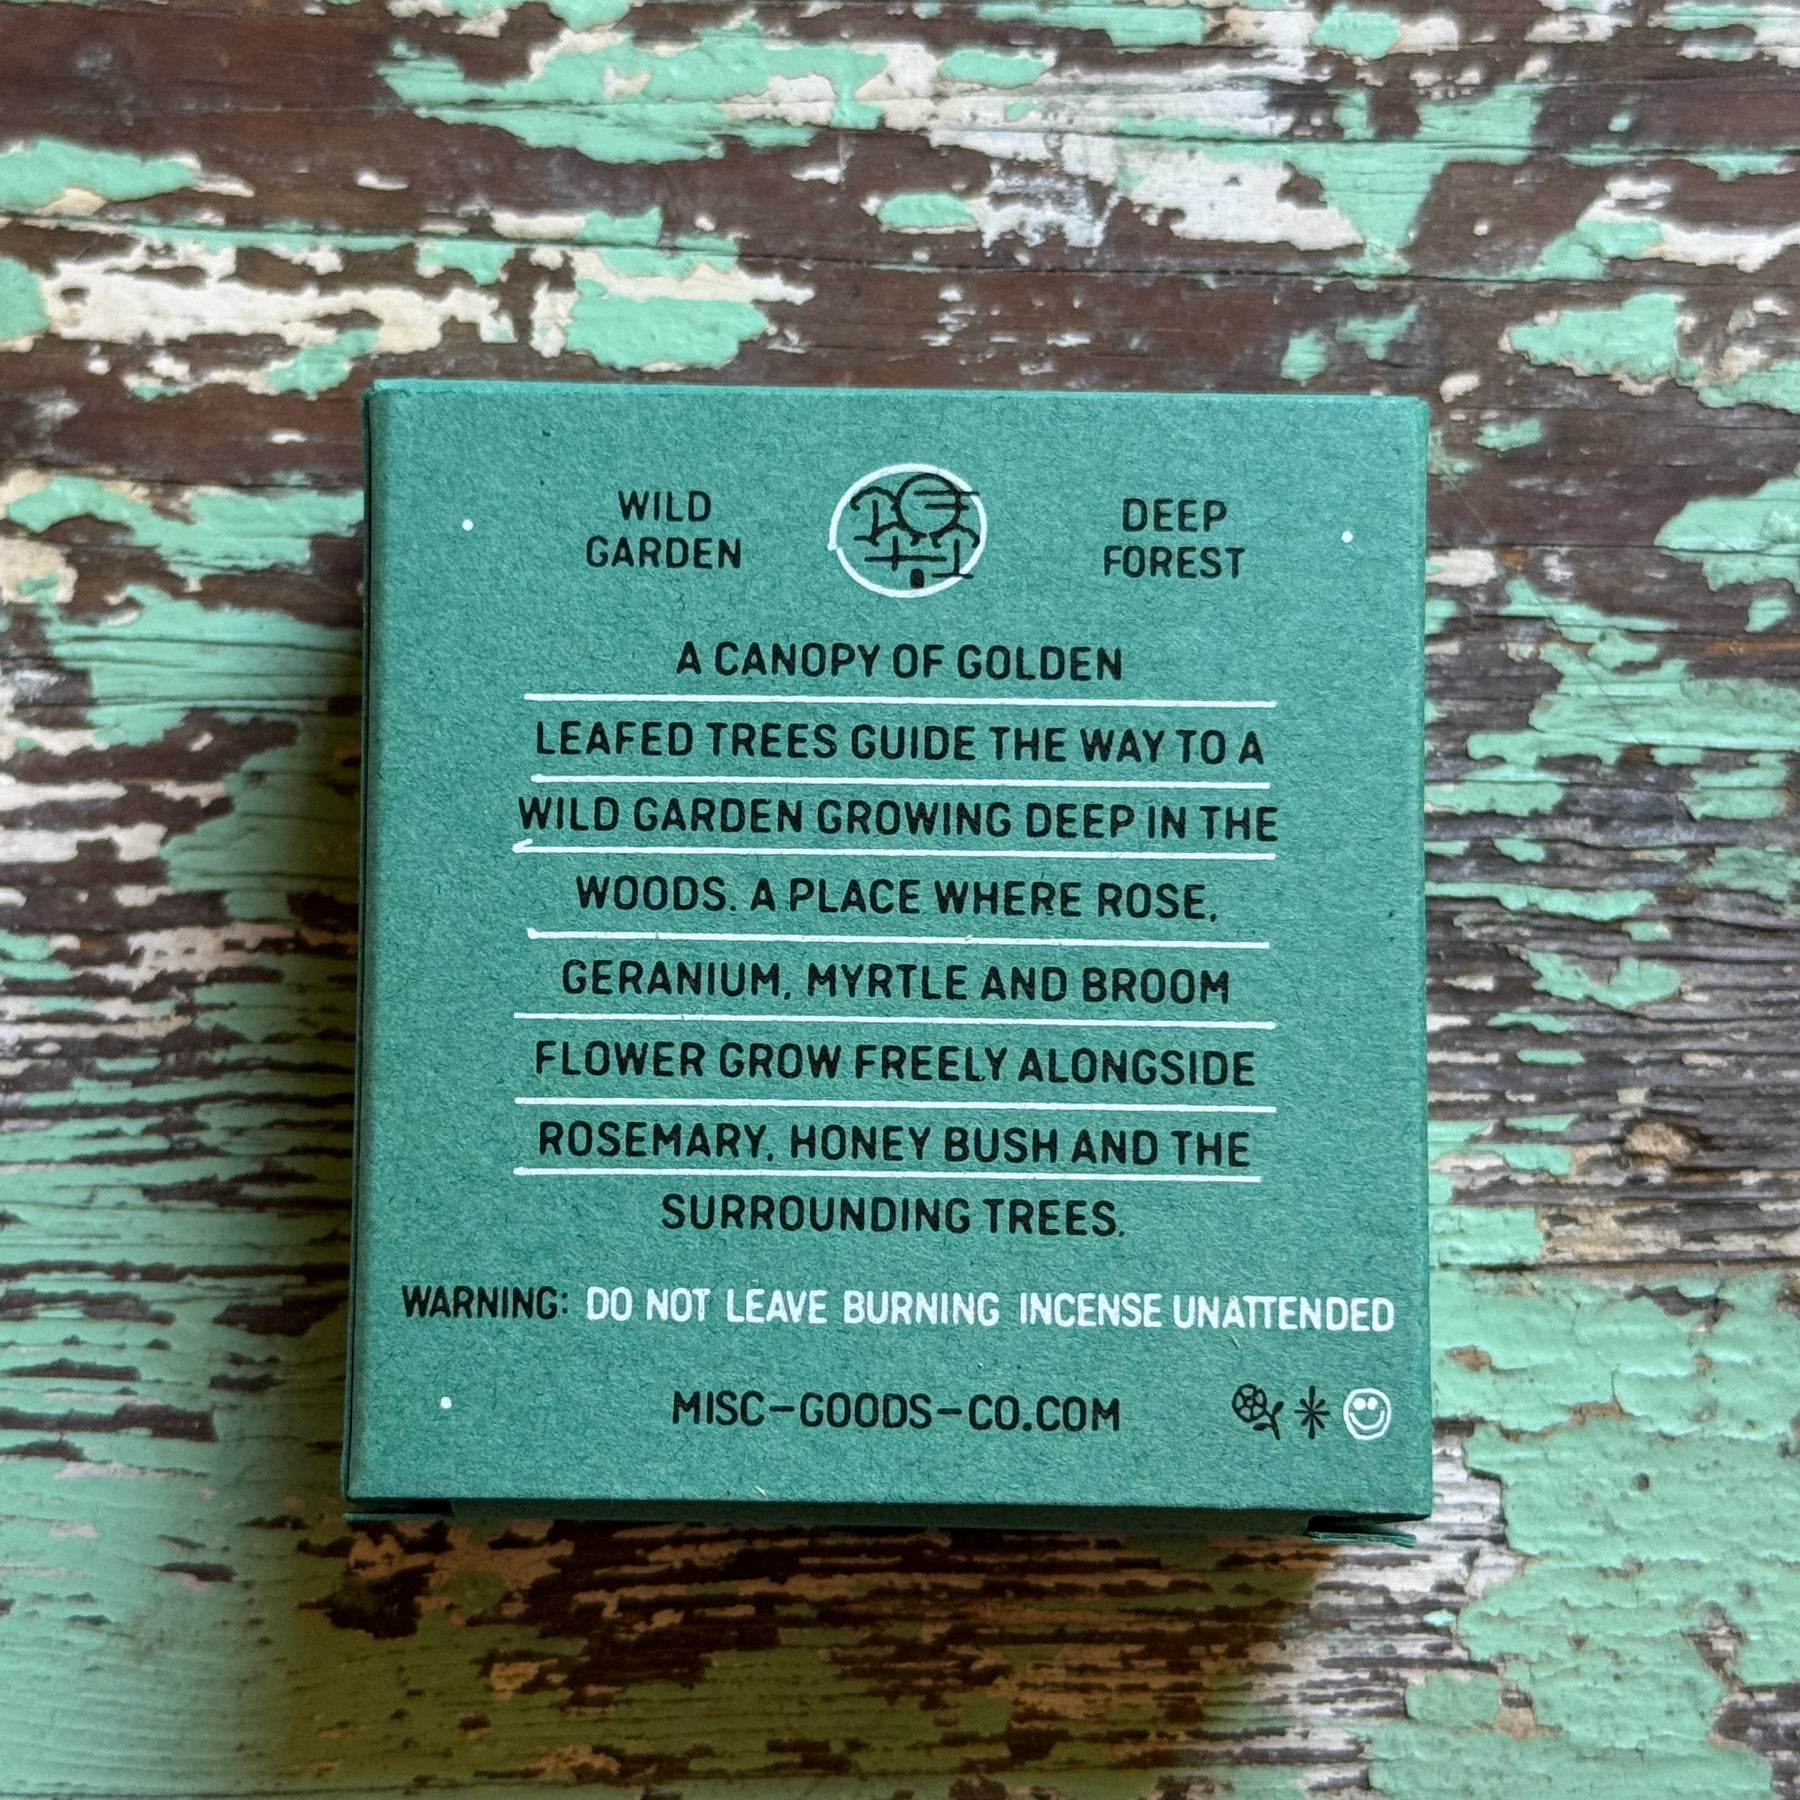 WILD
GARDEN
DEEP
FOREST
A CANOPY OF GOLDEN
LEAFED TREES GUIDE THE WAY TO A
WILD GARDEN GROWING DEEP IN THE
WOODS. A PLACE WHERE ROSE,
GERANIUM, MYRTLE AND BROOM
FLOWER GROW FREELY ALONGSIDE
ROSEMARY, HONEY BUSH AND THE
SURROUNDING TREES.
WARNING: DO NOT LEAVE BURNING INCENSE UNATTENDED
MISC-GOODS-CO.COM